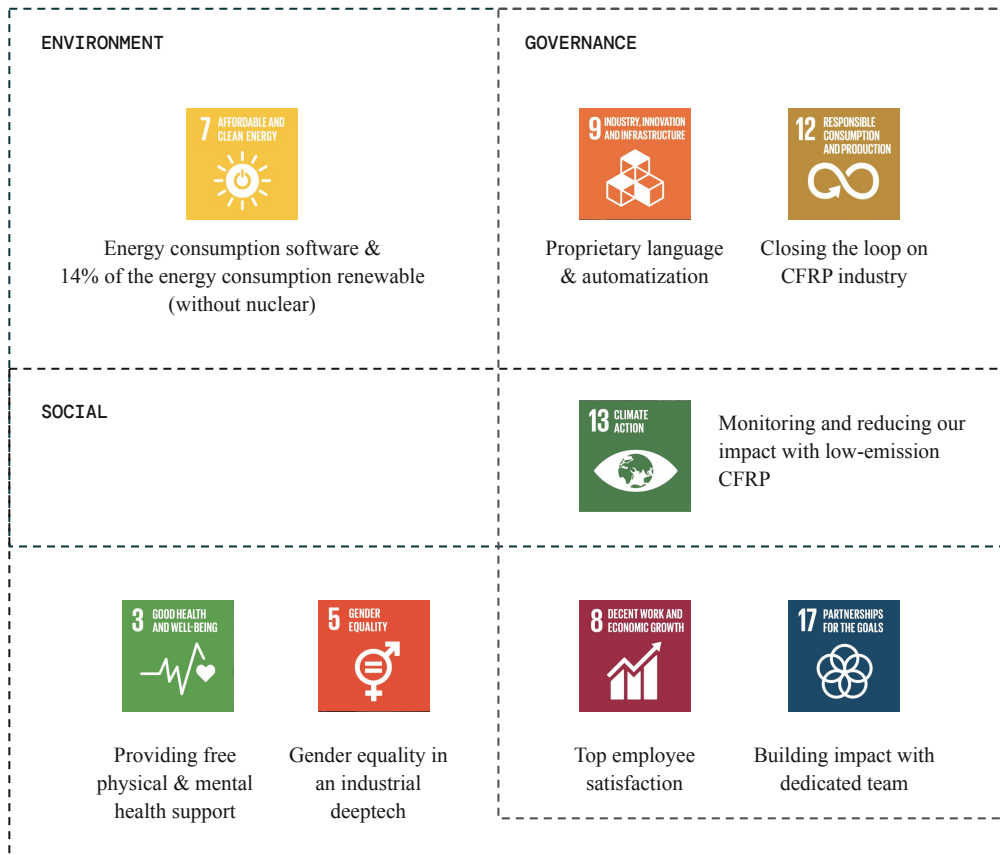 ENVIRONMENT
GOVERNANCE
7 AFFORDABLE AND
CLEAN ENERGY
9 INDUSTRY, INNOVATION
AND INFRASTRUCTURE
12 RESPONSIBLE
CONSUMPTION
AND PRODUCTION
Energy consumption software &
14% of the energy consumption renewable
(without nuclear)
Proprietary language
& automatization
Closing the loop on
CFRP industry
SOCIAL
13 CLIMATE
ACTION
Monitoring and reducing our
impact with low-emission
CFRP
3 GOOD HEALTH
AND WELL-BEING
5 GENDER
EQUALITY
8 DECENT WORK AND
ECONOMIC GROWTH
17 PARTNERSHIPS
FOR THE GOALS
Providing free
physical & mental
health support
Gender equality in
an industrial
deeptech
Top employee
satisfaction
Building impact with
dedicated team